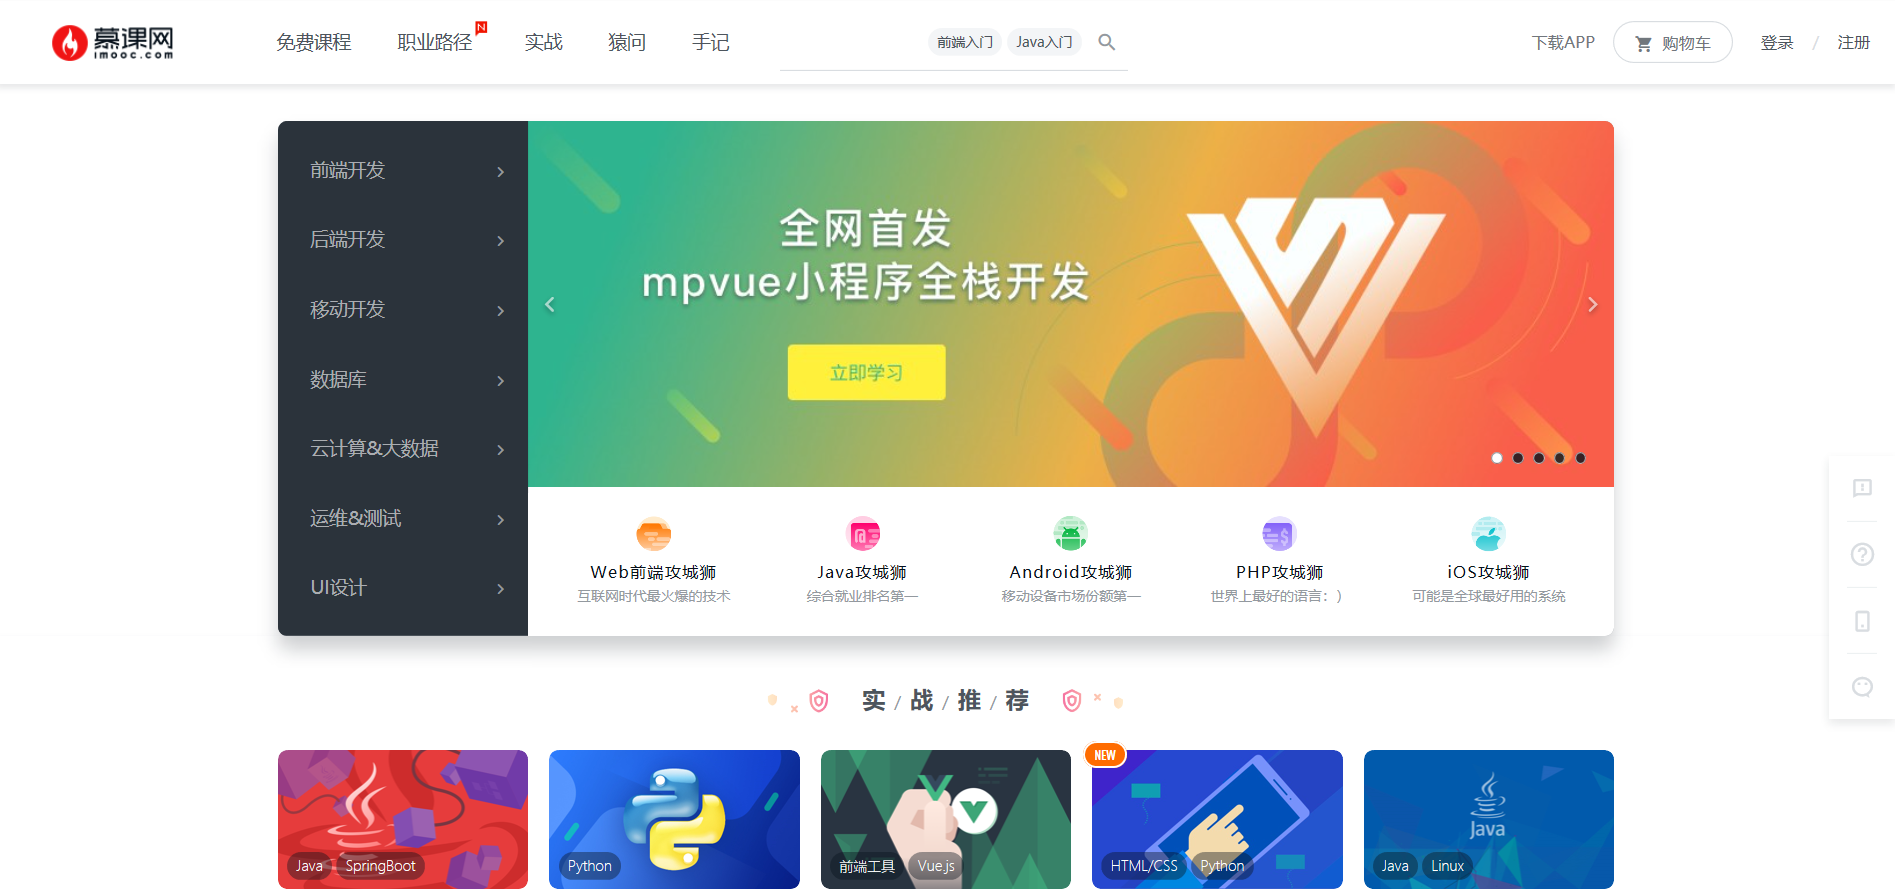 慕课网
imooc.com
免费课程
职业路径
N
实战
猿问
手记
前端入门
Java入门
下载APP
购物车
登录 / 注册
前端开发
后端开发
移动开发
数据库
云计算&大数据
运维&测试
UI设计
全网首发
mpvue小程序全栈开发
立即学习
Web前端攻城狮
互联网时代最火爆的技术
Java攻城狮
综合就业排名第一
Android攻城狮
移动设备市场份额第一
PHP攻城狮
世界上最好的语言：）
iOS攻城狮
可能是全球最好用的系统
实 / 战 / 推 / 荐
Java
SpringBoot
Python
前端工具
Vue.js
NEW
HTML/CSS
Python
Java
Java
Linux